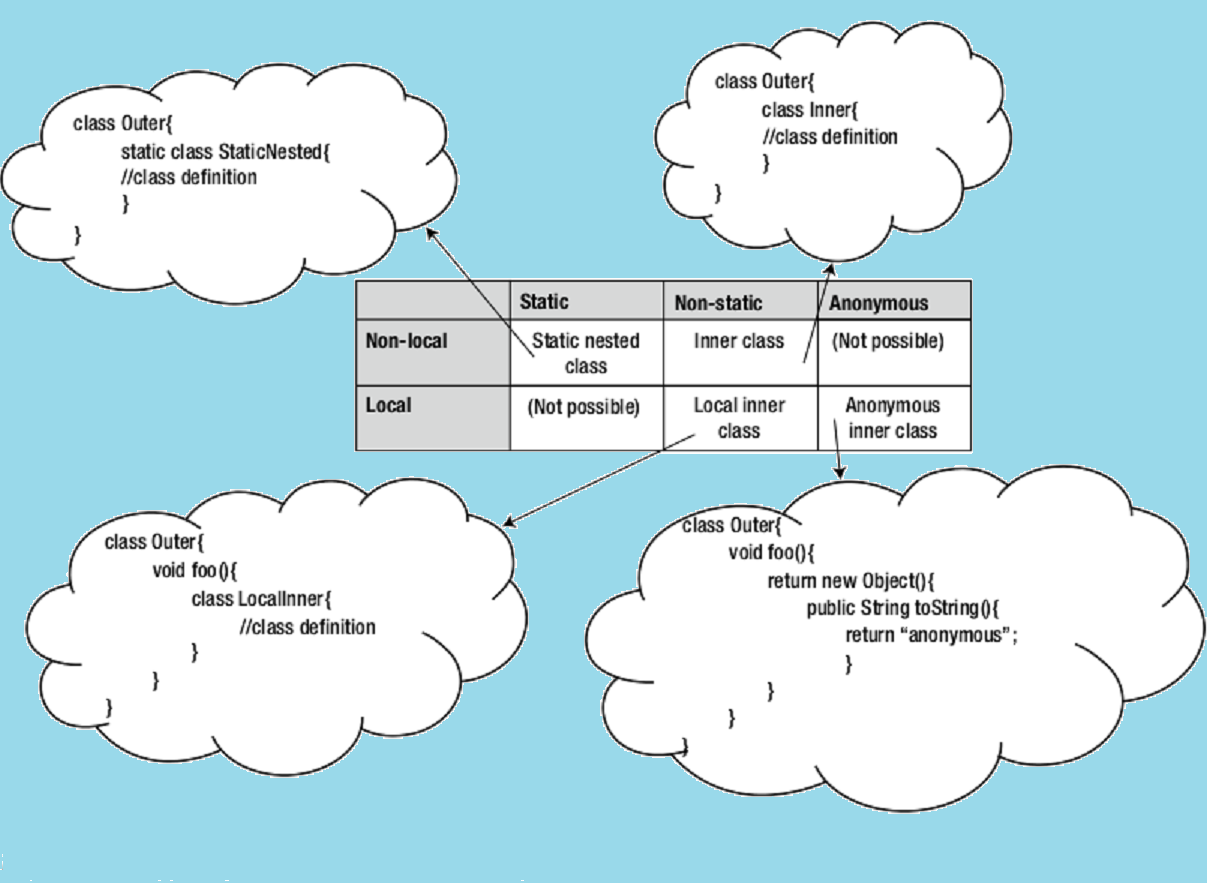 class Outer{
static class StaticNested{
//class definition
}
}
class Outer{
class Inner{
//class definition
}
}
Static Non-static Anonymous
Non-local Static nested class Inner class (Not possible)
Local (Not possible) Local inner class Anonymous inner class
class Outer{
void foo(){
class LocalInner{
//class definition
}
}
}
class Outer{
void foo(){
return new Object(){
public String toString(){
return “anonymous”;
}
}
}
}